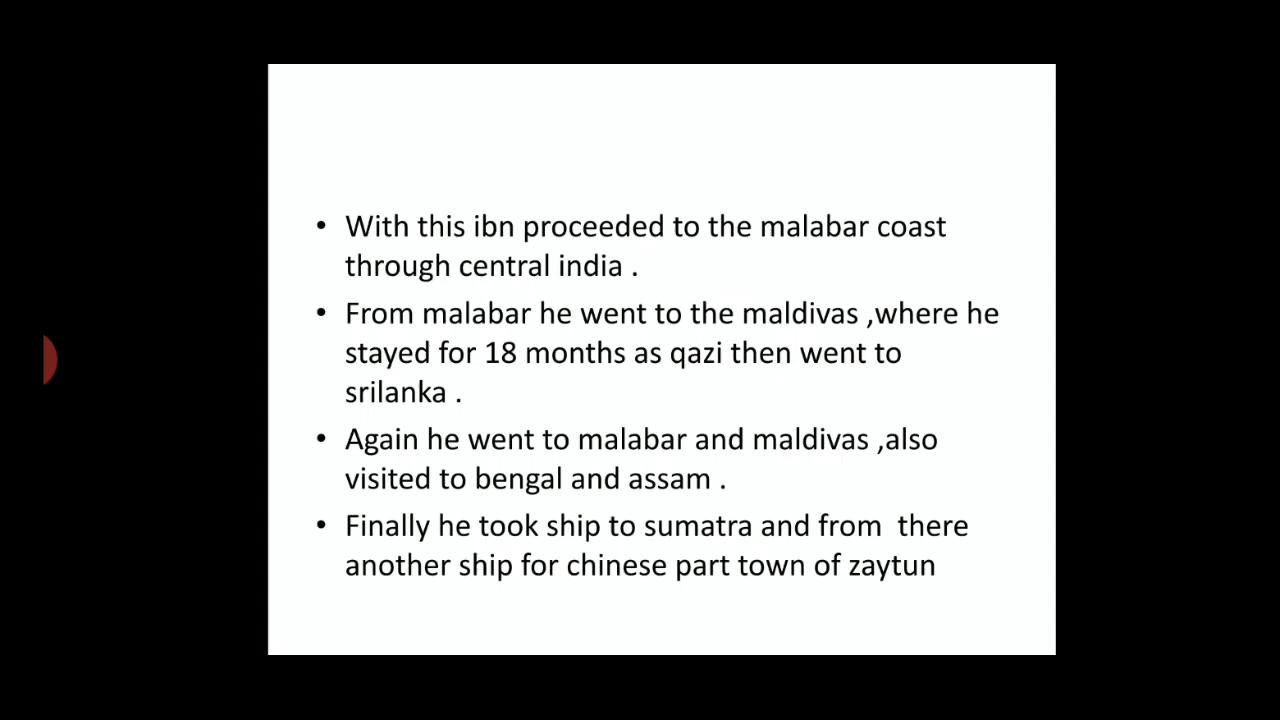 • With this ibn proceeded to the malabar coast
through central india .
• From malabar he went to the maldivas ,where he
stayed for 18 months as qazi then went to
srilanka .
• Again he went to malabar and maldivas ,also
visited to bengal and assam .
• Finally he took ship to sumatra and from  there
another ship for chinese part town of zaytun